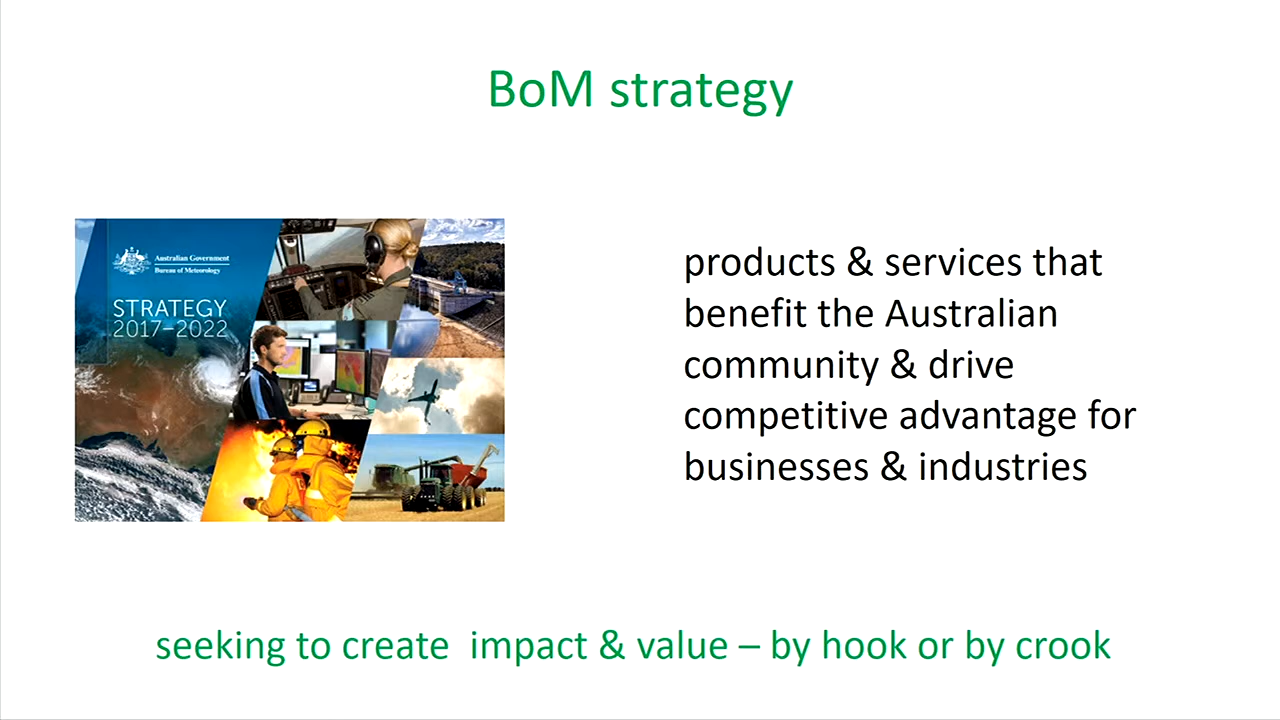 BoM strategy
Australian Government
Bureau of Meteorology
STRATEGY
2017–2022
products & services that
benefit the Australian
community & drive
competitive advantage for
businesses & industries
seeking to create  impact & value – by hook or by crook